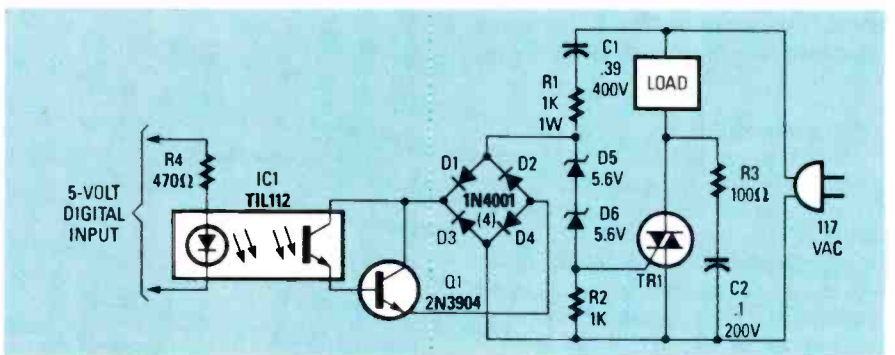 5-VOLT
DIGITAL
INPUT
R4
470Ω
IC1
TIL112
Q1
2N3904
D1
D2
1N4001
(4)
D3
D4
C1
.39
400V
R1
1K
1W
D5
5.6V
D6
5.6V
R2
1K
LOAD
TR1
R3
100Ω
C2
.1
200V
117
VAC